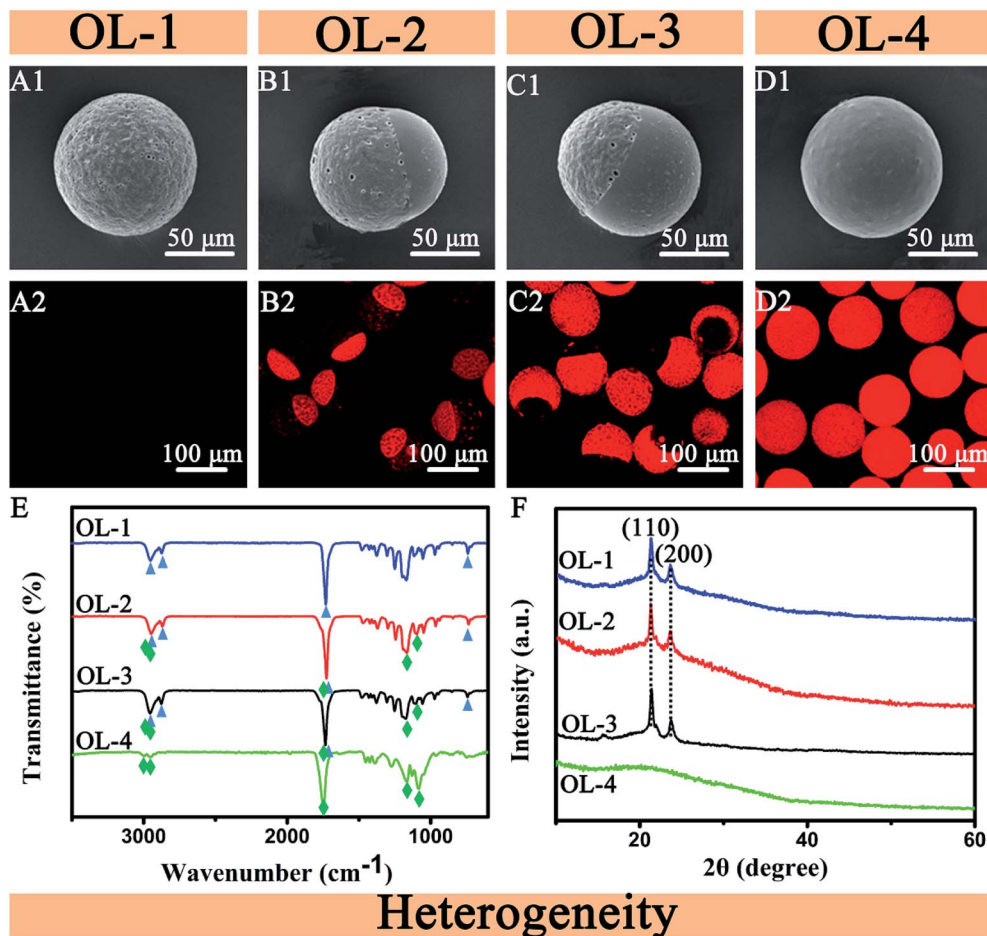 OL-1 OL-2 OL-3 OL-4
A1 B1 C1 D1
50 μm 50 μm 50 μm 50 μm
A2 B2 C2 D2
100 μm 100 μm 100 μm 100 μm
E
OL-1
OL-2
OL-3
OL-4
Transmittance (%)
3000 2000 1000
Wavenumber (cm⁻¹)
F
(110)
(200)
OL-1
OL-2
OL-3
OL-4
Intensity (a.u.)
20 40 60
2θ (degree)
Heterogeneity